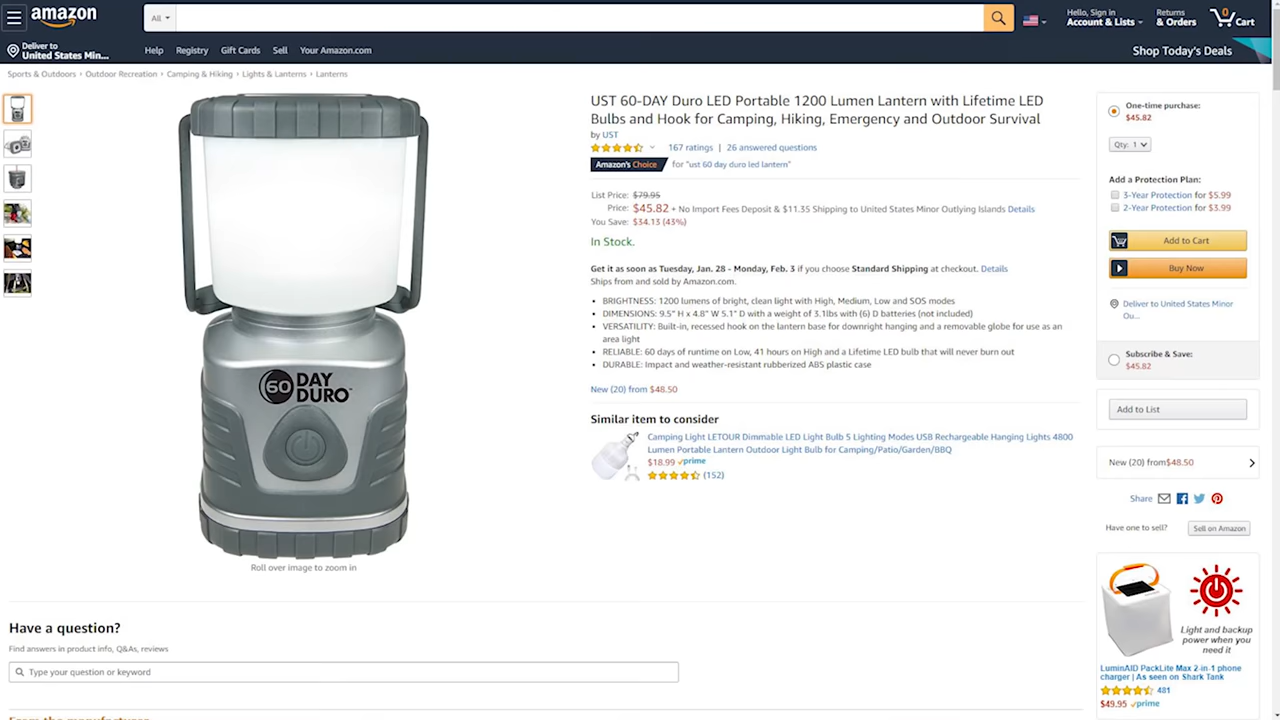 amazon
All
Hello, Sign in
Account & Lists
Returns
& Orders
0
Cart
Deliver to
United States Min...
Help
Registry
Gift Cards
Sell
Your Amazon.com
Shop Today's Deals
Sports & Outdoors › Outdoor Recreation › Camping & Hiking › Lights & Lanterns › Lanterns
60 DAY
DURO
Roll over image to zoom in
UST 60-DAY Duro LED Portable 1200 Lumen Lantern with Lifetime LED
Bulbs and Hook for Camping, Hiking, Emergency and Outdoor Survival
by UST
167 ratings | 26 answered questions
Amazon's Choice for "ust 60 day duro led lantern"
List Price: $79.95
Price: $45.82 + No Import Fees Deposit & $11.35 Shipping to United States Minor Outlying Islands Details
You Save: $34.13 (43%)
In Stock.
Get it as soon as Tuesday, Jan. 28 - Monday, Feb. 3 if you choose Standard Shipping at checkout. Details
Ships from and sold by Amazon.com.
• BRIGHTNESS: 1200 lumens of bright, clean light with High, Medium, Low and SOS modes
• DIMENSIONS: 9.5" H x 4.8" W 5.1" D with a weight of 3.1lbs with (6) D batteries (not included)
• VERSATILITY: Built-in, recessed hook on the lantern base for downright hanging and a removable globe for use as an
area light
• RELIABLE: 60 days of runtime on Low, 41 hours on High and a Lifetime LED bulb that will never burn out
• DURABLE: Impact and weather-resistant rubberized ABS plastic case
New (20) from $48.50
Similar item to consider
Camping Light LETOUR Dimmable LED Light Bulb 5 Lighting Modes USB Rechargeable Hanging Lights 4800
Lumen Portable Lantern Outdoor Light Bulb for Camping/Patio/Garden/BBQ
$18.99 prime
(152)
One-time purchase:
$45.82
Qty: 1
Add a Protection Plan:
3-Year Protection for $5.99
2-Year Protection for $3.99
Add to Cart
Buy Now
Deliver to United States Minor
Ou...
Subscribe & Save:
$45.82
Add to List
New (20) from$48.50
Share
Have one to sell?
Sell on Amazon
Light and backup
power when you
need it
LuminAID PackLite Max 2-in-1 phone
charger | As seen on Shark Tank
481
$49.95 prime
Have a question?
Find answers in product info, Q&As, reviews
Type your question or keyword
From the manufacturer